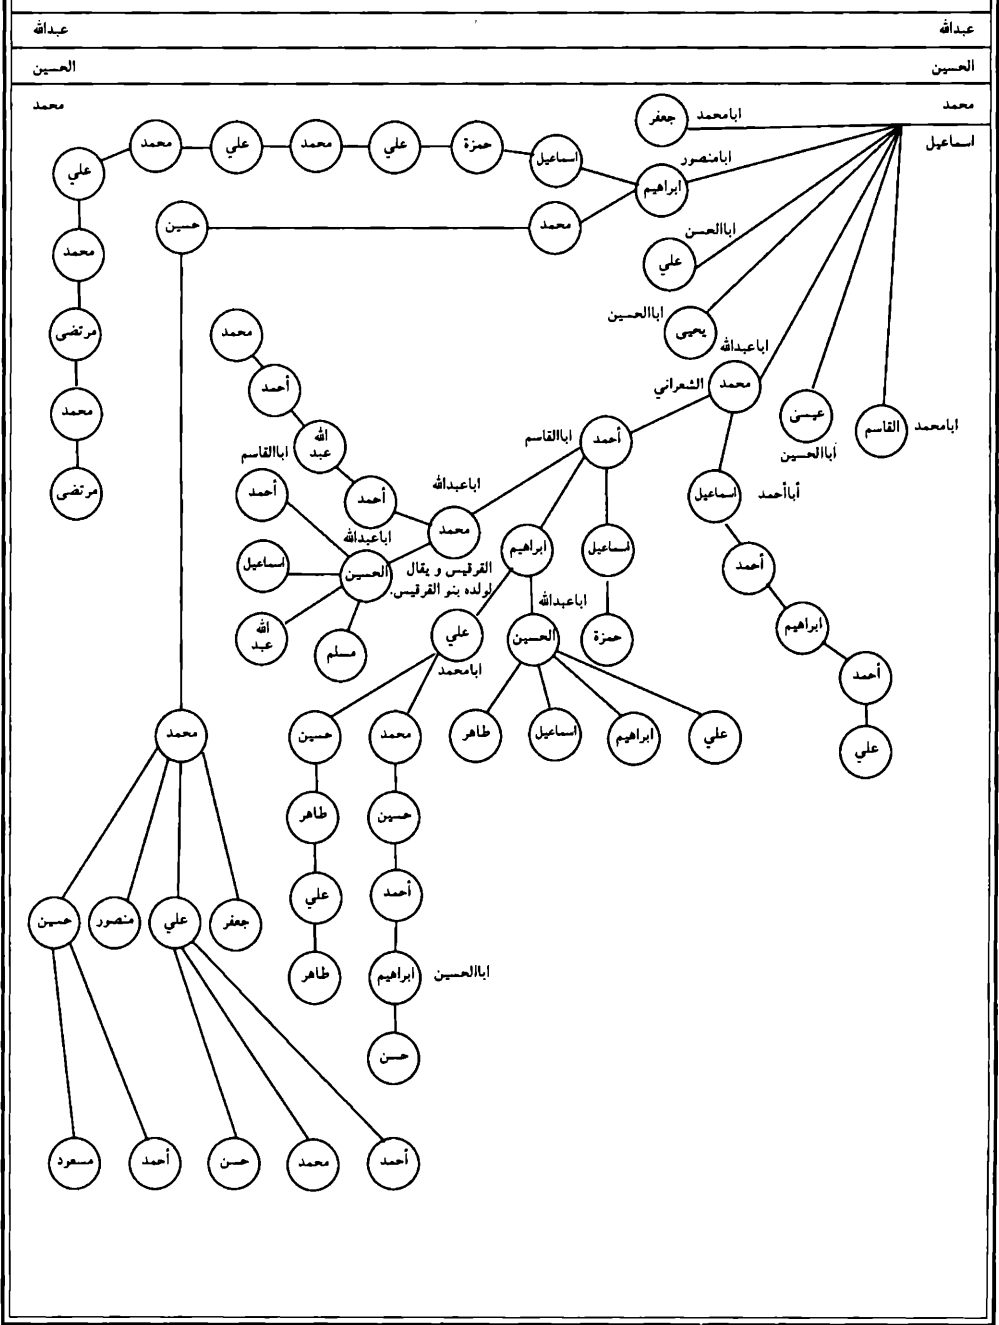 عبدالله
عبدالله
الحسين
الحسين
محمد
محمد
اسماعيل
جعفر
ابامحمد
ابامنصور
ابراهيم
اسماعيل
حمزة
علي
محمد
علي
محمد
علي
محمد
مرتضى
محمد
مرتضى
محمد
حسين
اباالحسن
علي
اباالحسين
يحيى
اباعبدالله
محمد
الشعراني
عيسى
أباالحسين
القاسم
ابامحمد
أحمد
اباالقاسم
اسماعيل
أباأحمد
أحمد
ابراهيم
أحمد
علي
محمد
أحمد
الله
عبد
أحمد
اباعبدالله
محمد
القرقيس و يقال
لولده بنو القرقيس.
اباعبدالله
الحسين
اباالقاسم
أحمد
اسماعيل
الله
عبد
مسلم
ابراهيم
اسماعيل
حمزة
اباعبدالله
الحسين
علي
ابامحمد
علي
ابراهيم
اسماعيل
طاهر
محمد
حسين
حسين
طاهر
أحمد
علي
اباالحسين
ابراهيم
طاهر
حسن
محمد
جعفر
علي
منصور
حسين
أحمد
محمد
حسن
أحمد
مسعود